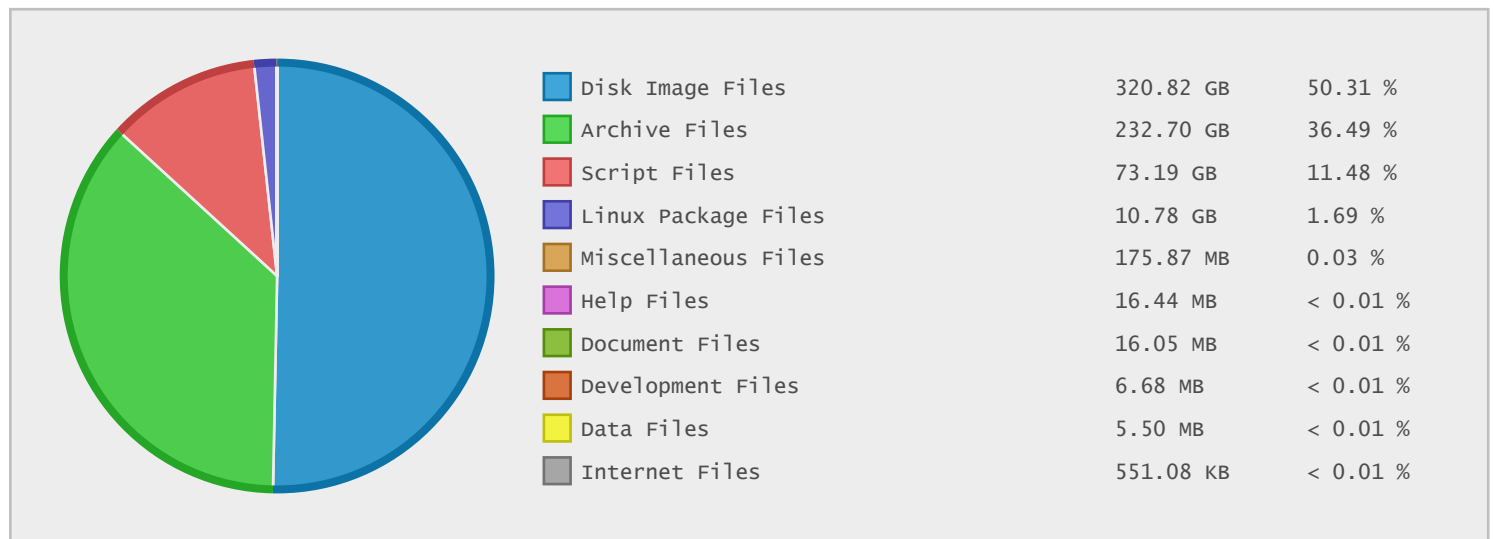 Disk Image Files 320.82 GB 50.31 %
Archive Files 232.70 GB 36.49 %
Script Files 73.19 GB 11.48 %
Linux Package Files 10.78 GB 1.69 %
Miscellaneous Files 175.87 MB 0.03 %
Help Files 16.44 MB < 0.01 %
Document Files 16.05 MB < 0.01 %
Development Files 6.68 MB < 0.01 %
Data Files 5.50 MB < 0.01 %
Internet Files 551.08 KB < 0.01 %